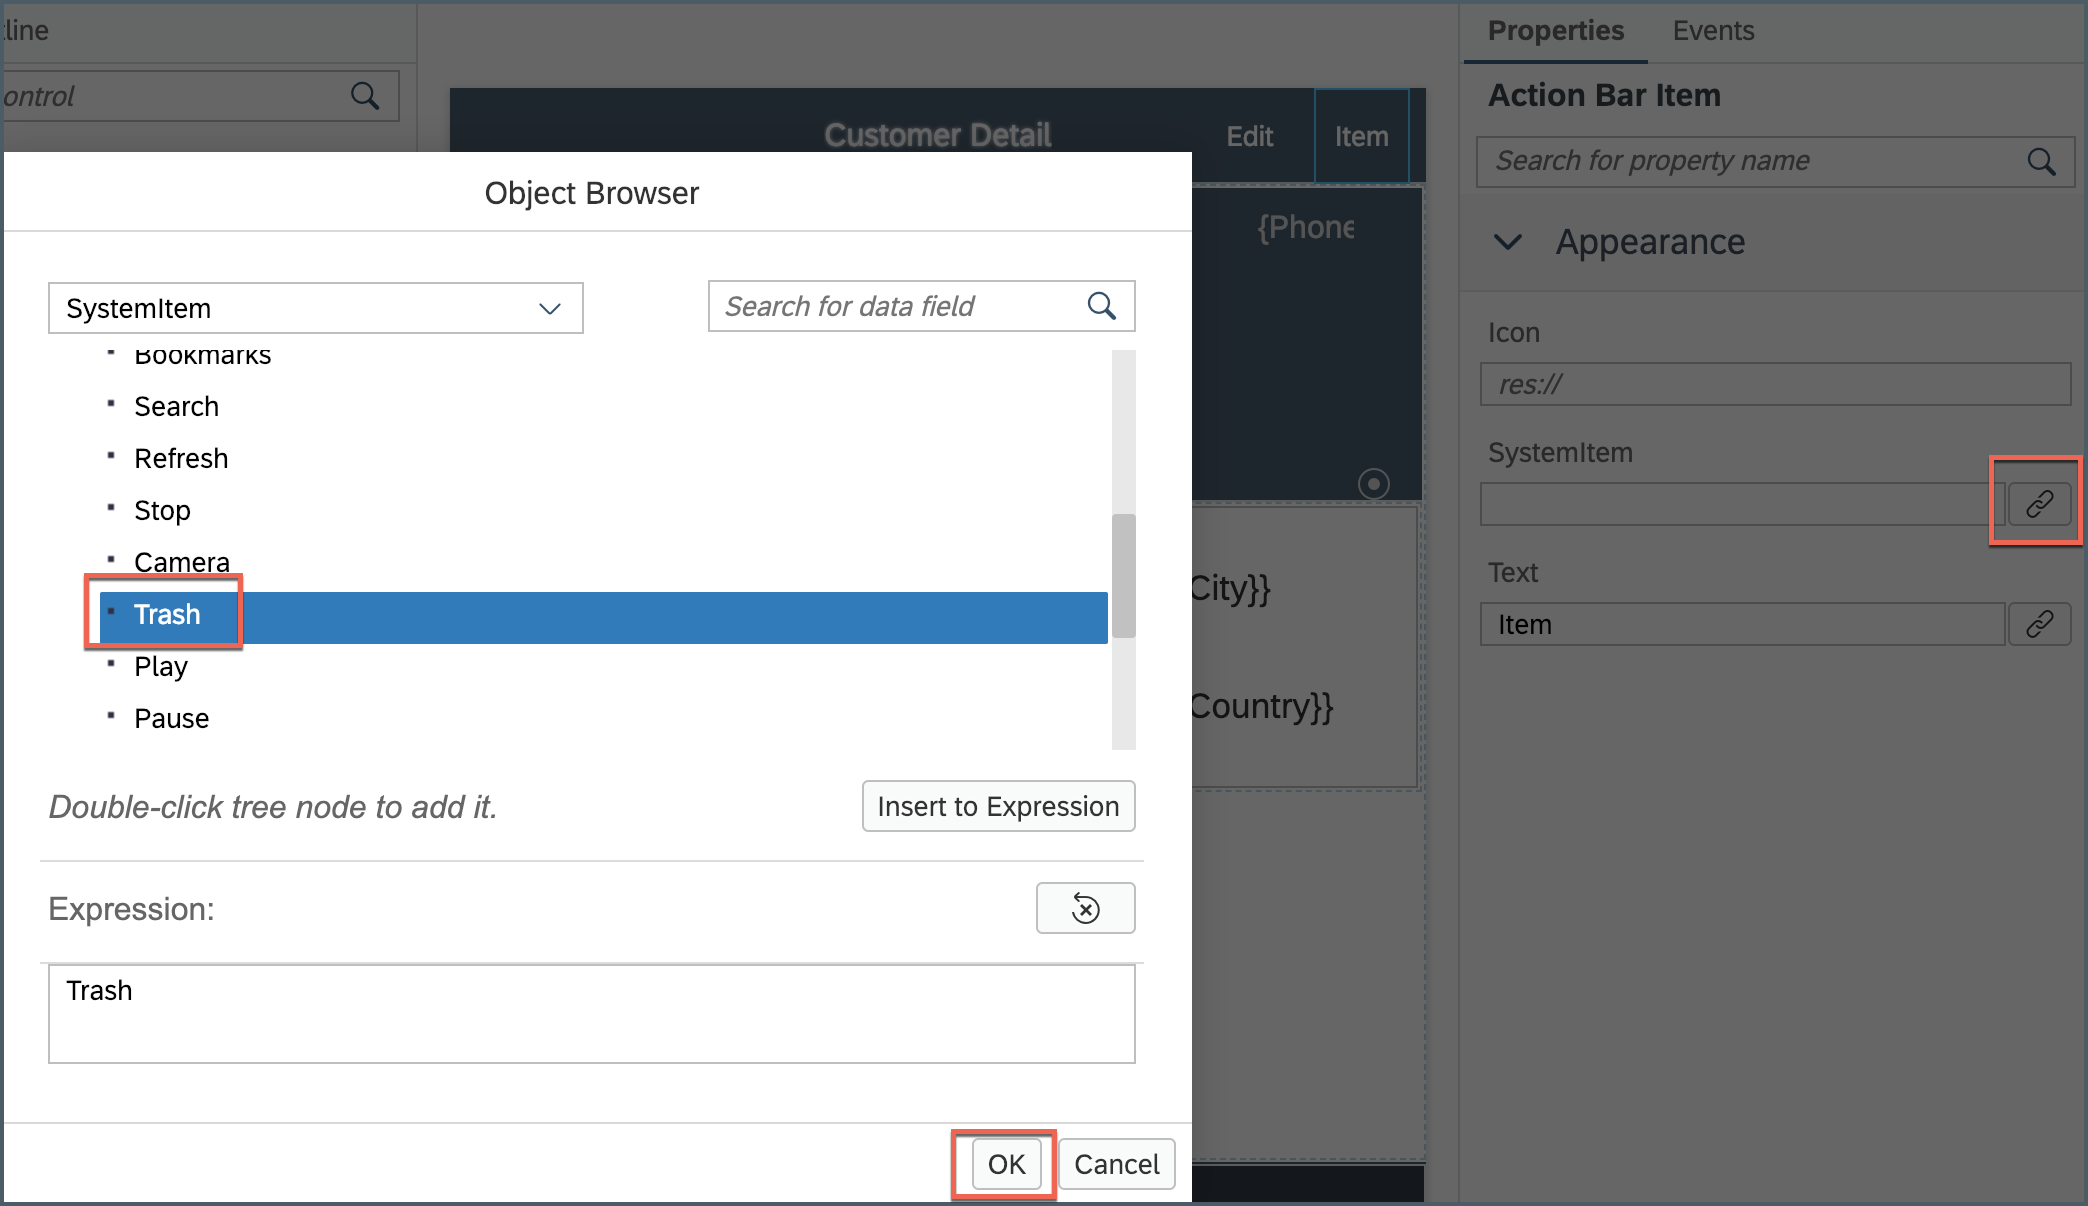 tline
ontrol
Customer Detail
Edit
Item
{Phone
City}}
Country}}
Object Browser
SystemItem
Search for data field
Bookmarks
Search
Refresh
Stop
Camera
Trash
Play
Pause
Double-click tree node to add it.
Insert to Expression
Expression:
Trash
OK
Cancel
Properties
Events
Action Bar Item
Search for property name
Appearance
Icon
res://
SystemItem
Text
Item